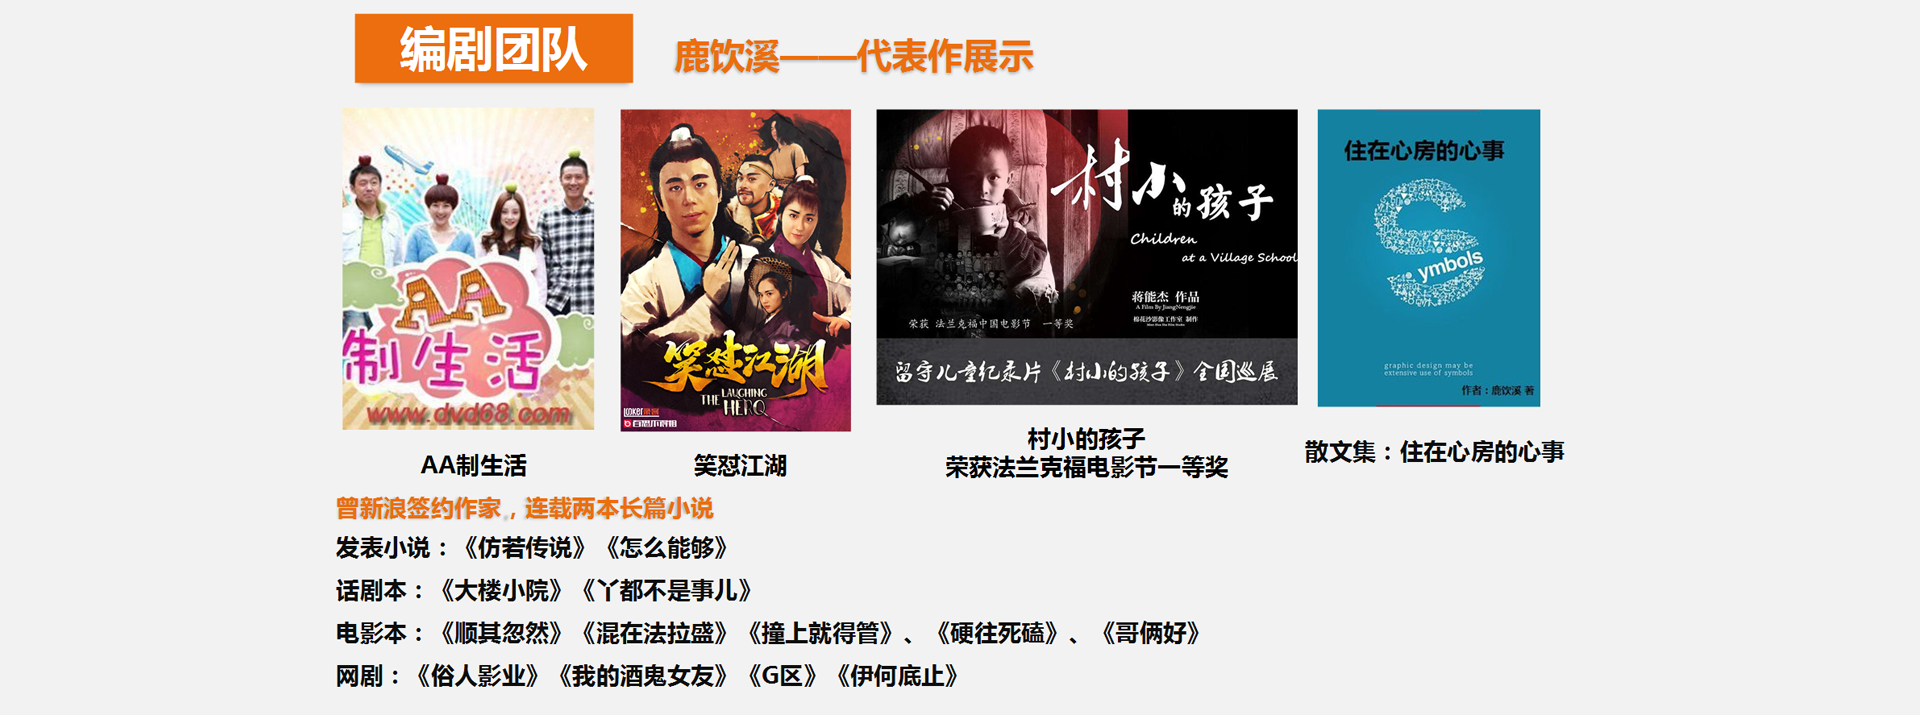 编剧团队
鹿饮溪——代表作展示
AA
制生活
www.dvd68.com
笑怼江湖
THE LAUGHING
HERO
村小的孩子
Children
at a Village School
蒋能杰 作品
A Film By JiangNengjie
棉花沙影像工作室 制作
荣获 法兰克福中国电影节 一等奖
留守儿童纪录片《村小的孩子》全国巡展
住在心房的心事
Symbols
graphic design may be
extensive use of symbols
作者：鹿饮溪 著
AA制生活
笑怼江湖
村小的孩子
荣获法兰克福电影节一等奖
散文集：住在心房的心事
曾新浪签约作家，连载两本长篇小说
发表小说：《仿若传说》《怎么能够》
话剧本：《大楼小院》《丫都不是事儿》
电影本：《顺其忽然》《混在法拉盛》《撞上就得管》、《硬往死磕》、《哥俩好》
网剧：《俗人影业》《我的酒鬼女友》《G区》《伊何底止》